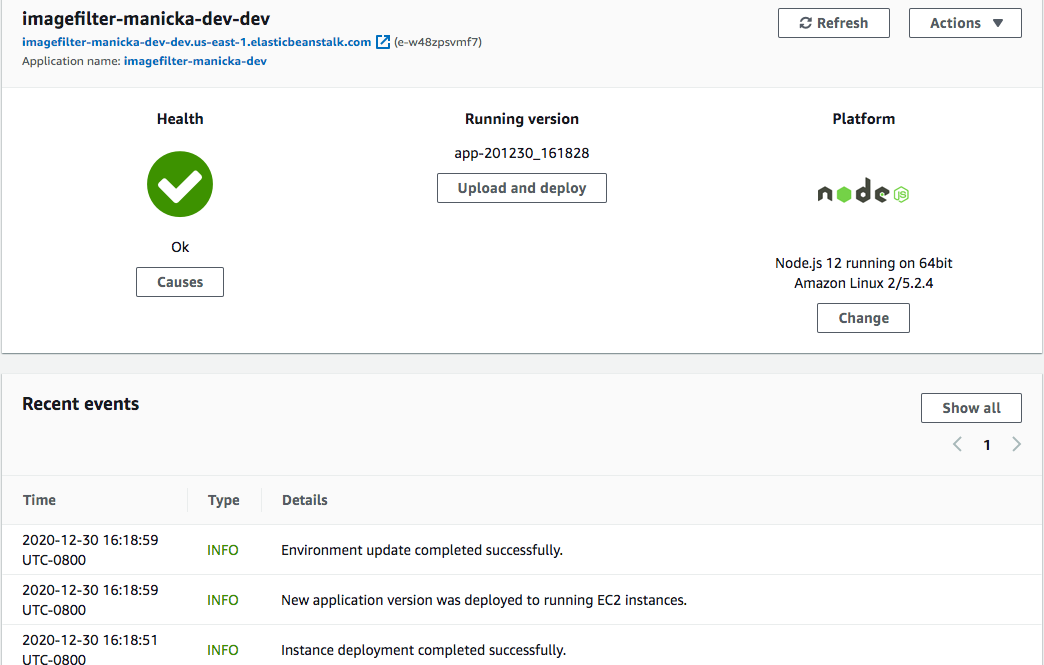 imagefilter-manicka-dev-dev
Refresh
Actions
imagefilter-manicka-dev-dev.us-east-1.elasticbeanstalk.com (e-w48zpsvmf7)
Application name: imagefilter-manicka-dev
Health
Running version
Platform
app-201230_161828
Upload and deploy
node
JS
Ok
Causes
Node.js 12 running on 64bit
Amazon Linux 2/5.2.4
Change
Recent events
Show all
1
Time
Type
Details
2020-12-30 16:18:59
UTC-0800
INFO
Environment update completed successfully.
2020-12-30 16:18:59
UTC-0800
INFO
New application version was deployed to running EC2 instances.
2020-12-30 16:18:51
UTC-0800
INFO
Instance deployment completed successfully.